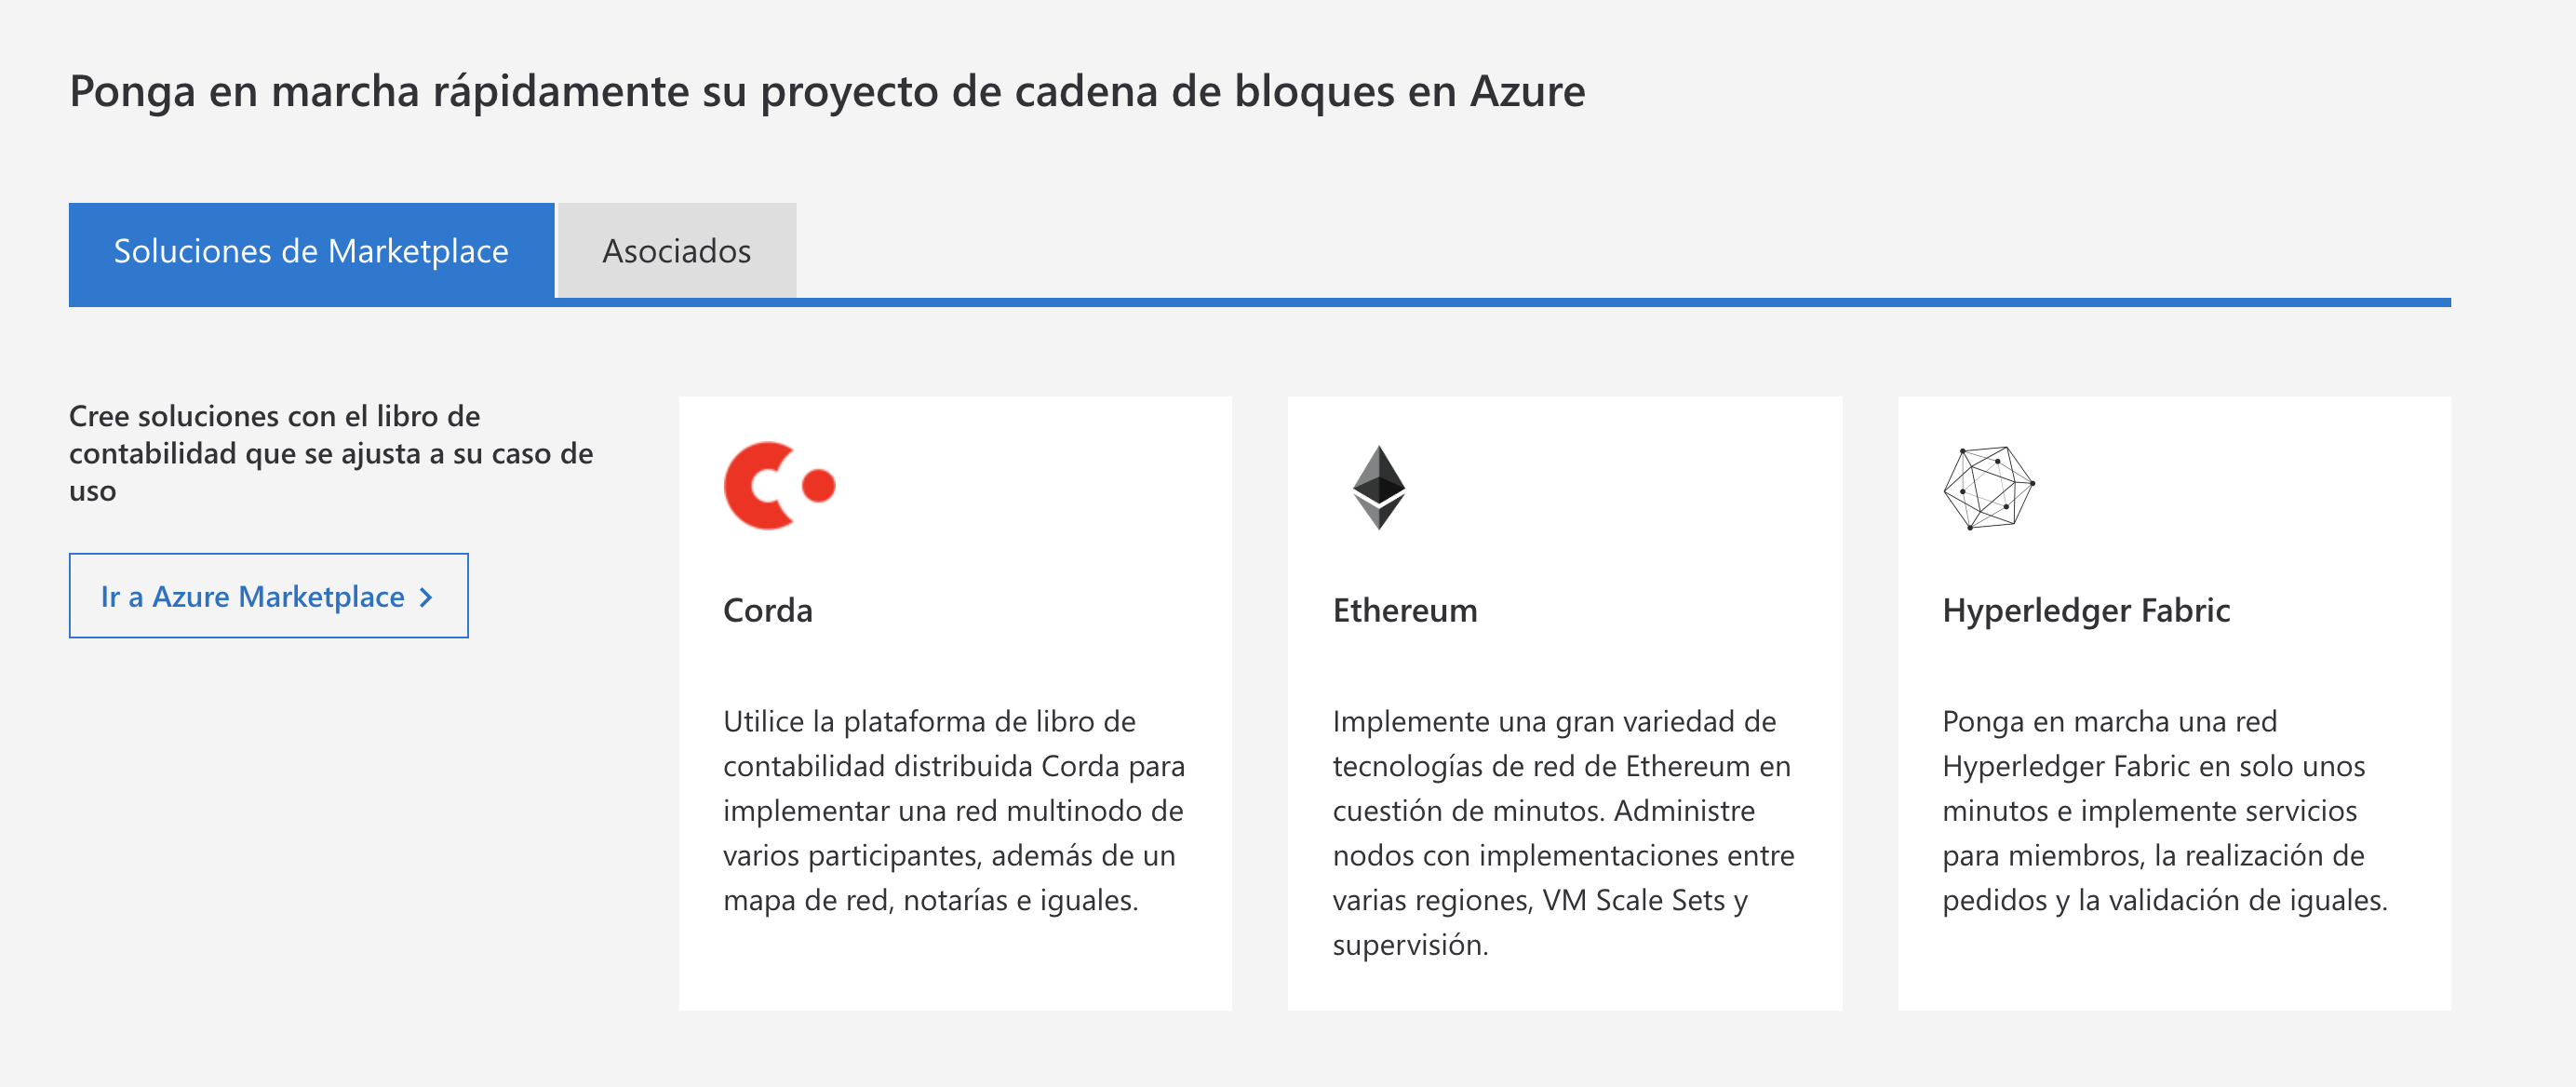 Ponga en marcha rápidamente su proyecto de cadena de bloques en Azure
Soluciones de Marketplace
Asociados
Cree soluciones con el libro de
contabilidad que se ajusta a su caso de
uso
Ir a Azure Marketplace
Corda
Utilice la plataforma de libro de
contabilidad distribuida Corda para
implementar una red multinodo de
varios participantes, además de un
mapa de red, notarías e iguales.
Ethereum
Implemente una gran variedad de
tecnologías de red de Ethereum en
cuestión de minutos. Administre
nodos con implementaciones entre
varias regiones, VM Scale Sets y
supervisión.
Hyperledger Fabric
Ponga en marcha una red
Hyperledger Fabric en solo unos
minutos e implemente servicios
para miembros, la realización de
pedidos y la validación de iguales.